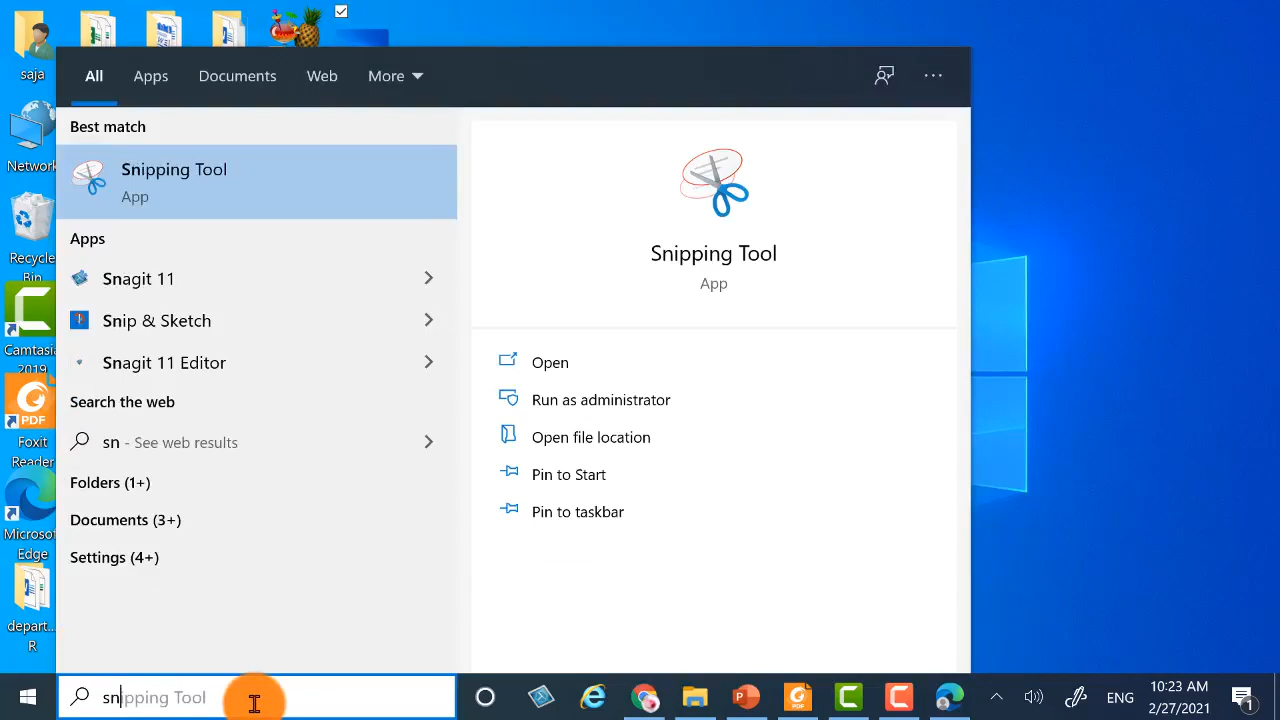 All Apps Documents Web More
Best match
Snipping Tool
App
Apps
Snagit 11
Snip & Sketch
Snagit 11 Editor
Search the web
sn - See web results
Folders (1+)
Documents (3+)
Settings (4+)
Snipping Tool
App
Open
Run as administrator
Open file location
Pin to Start
Pin to taskbar
saja
Network
Recycle
Bin
Camtasia
2019
PDF
Foxit
Reader
Microsof
Edge
depart...
R
snipping Tool
PDF
ENG
10:23 AM
2/27/2021
1